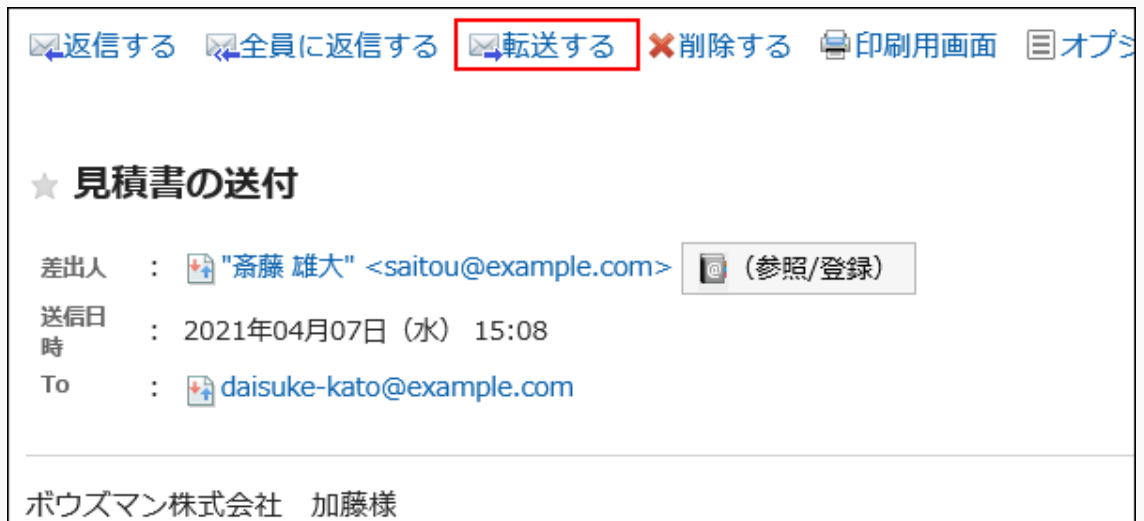 返信する 全員に返信する 転送する 削除する 印刷用画面 オプシ
見積書の送付
差出人 : "斎藤 雄大" <saitou@example.com> (参照/登録)
送信日時 : 2021年04月07日(水) 15:08
To : daisuke-kato@example.com
ボウズマン株式会社 加藤様